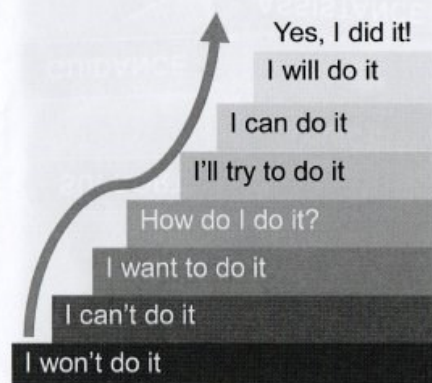 Yes, I did it!
I will do it
I can do it
I'll try to do it
How do I do it?
I want to do it
I can't do it
I won't do it